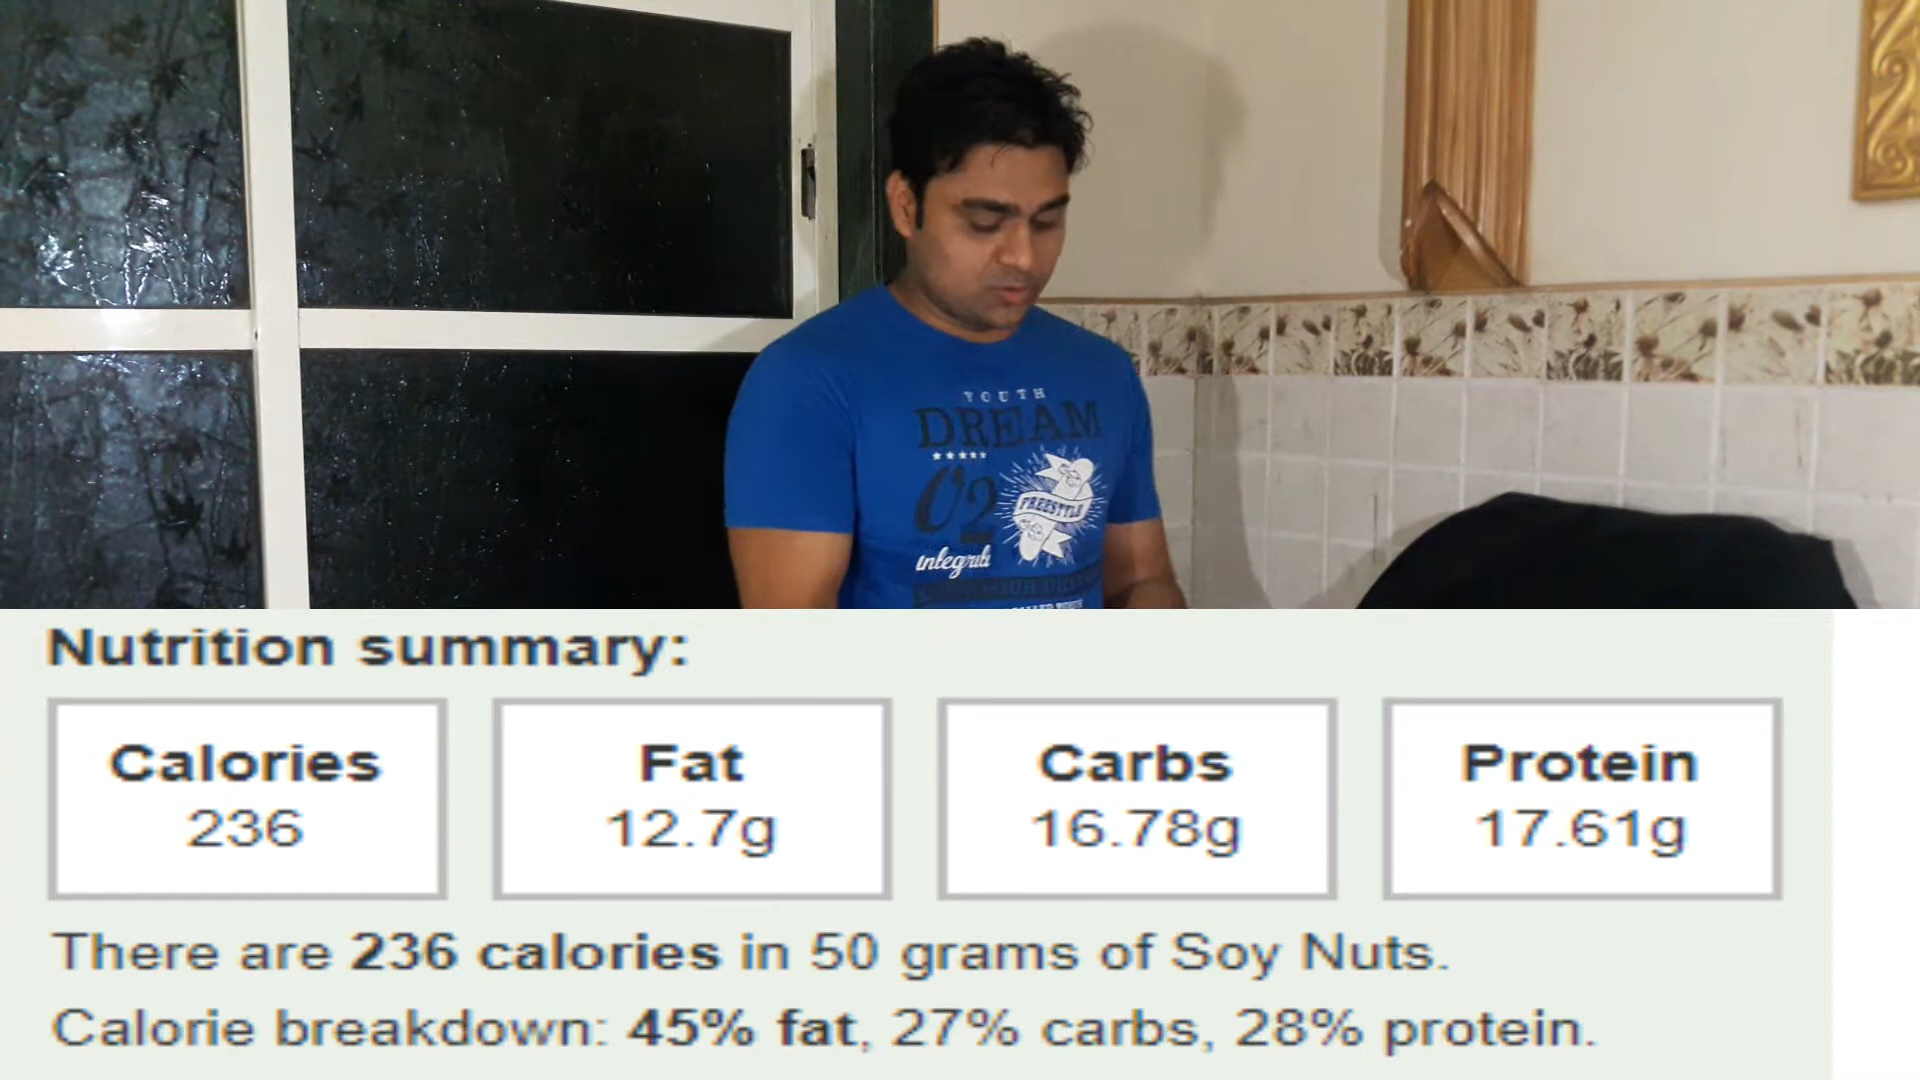 YOUTH
DREAM
02
FREESTYLE
Nutrition summary:
Calories
236
Fat
12.7g
Carbs
16.78g
Protein
17.61g
There are 236 calories in 50 grams of Soy Nuts.
Calorie breakdown: 45% fat, 27% carbs, 28% protein.